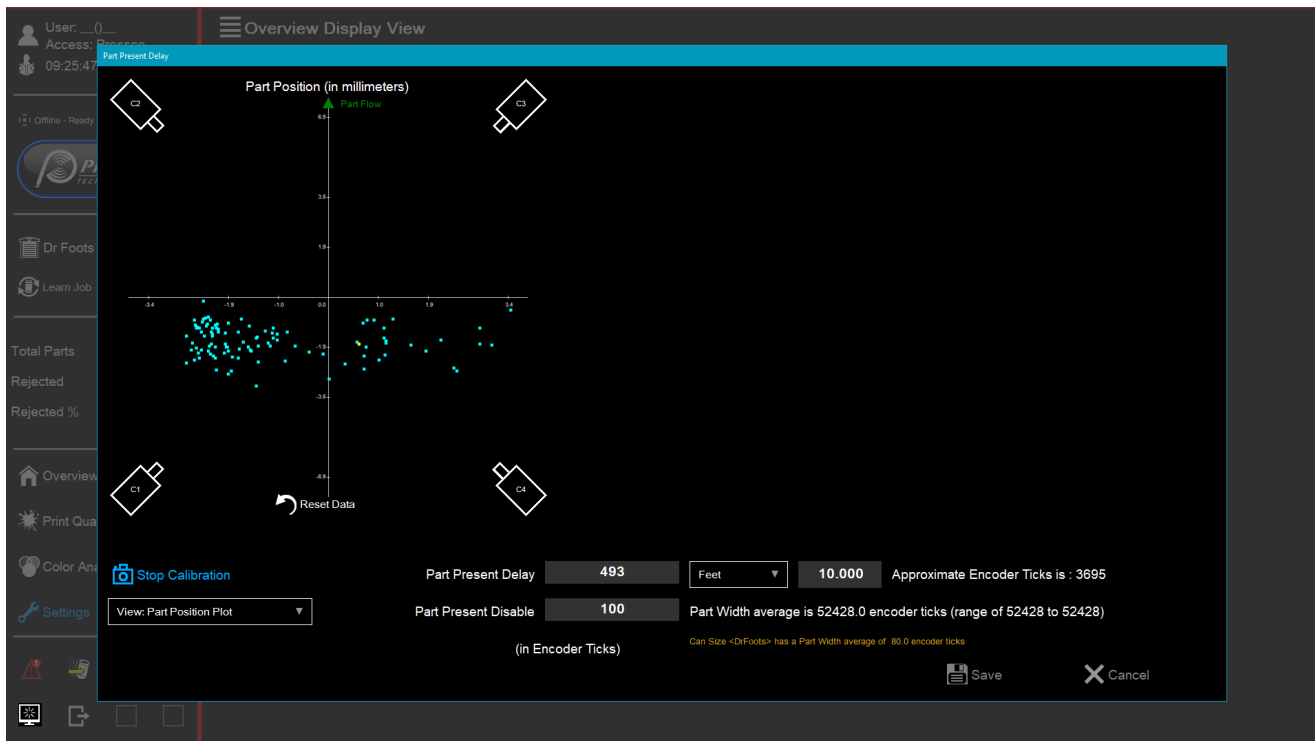 User: __()__
Access: Prossco
09:25:47
Overview Display View
Part Present Delay
Offline - Ready
Dr Foots
Learn Job
Total Parts
Rejected
Rejected %
Overview
Print Qua
Color Ana
Settings
Part Position (in millimeters)
Part Flow
C2
C3
6.9
3.8
1.9
-3.4 -1.9 -1.0 0.0 1.0 1.9 3.4
-1.9
-3.8
-6.9
C1
C4
Reset Data
Stop Calibration
View: Part Position Plot
Part Present Delay 493 Feet 10.000 Approximate Encoder Ticks is : 3695
Part Present Disable 100 Part Width average is 52428.0 encoder ticks (range of 52428 to 52428)
(in Encoder Ticks)
Can Size <DrFoots> has a Part Width average of 80.0 encoder ticks
Save
Cancel